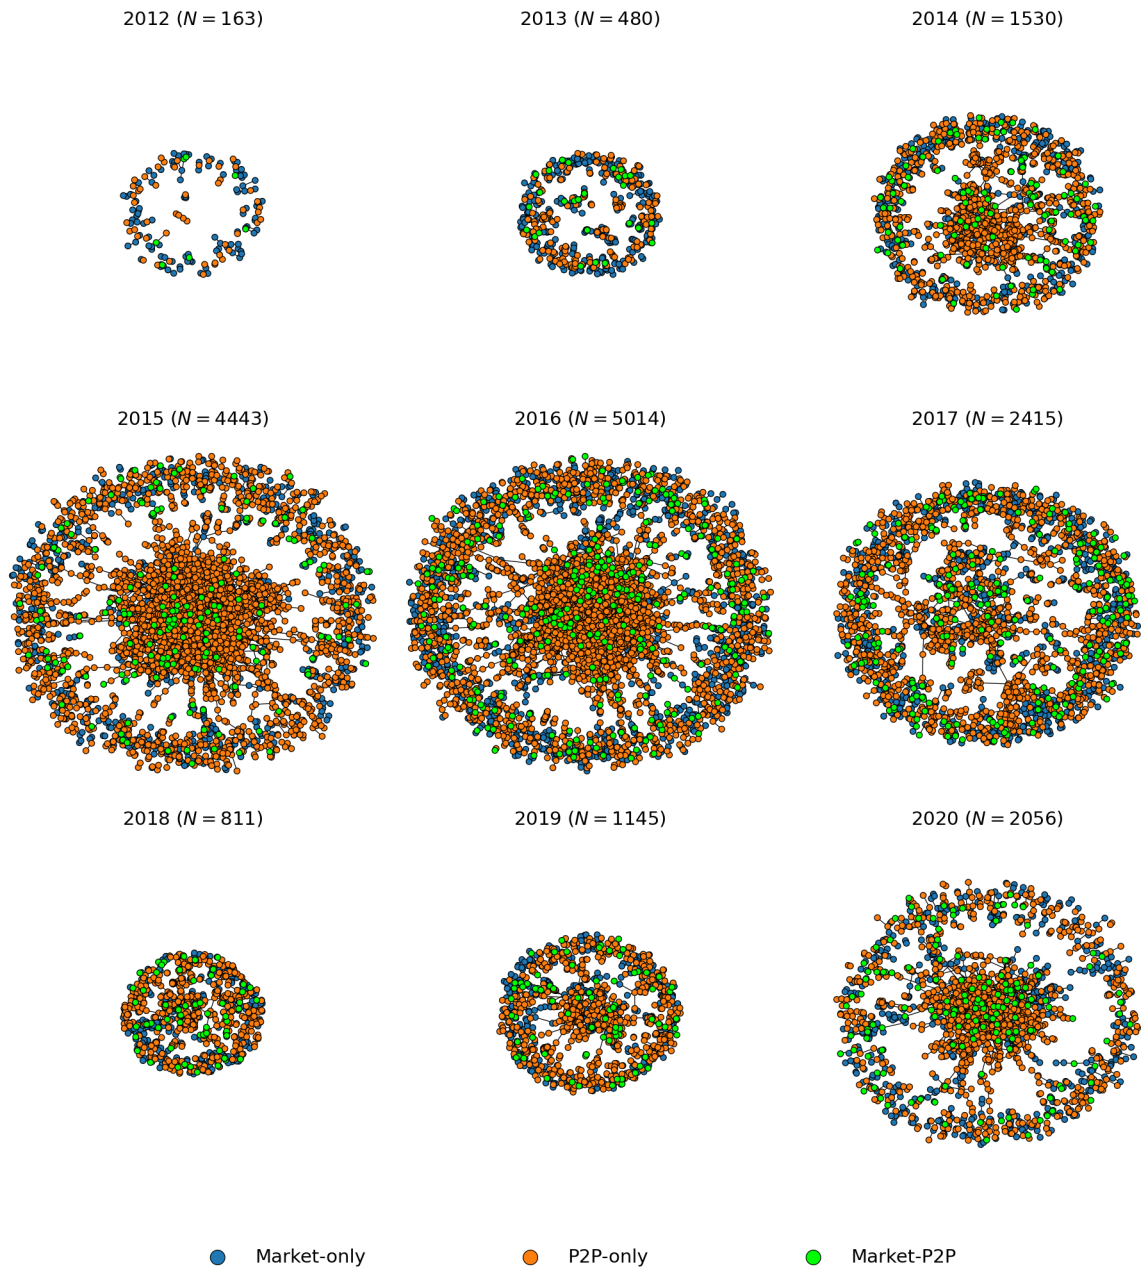 2012 (N = 163)
2013 (N = 480)
2014 (N = 1530)
2015 (N = 4443)
2016 (N = 5014)
2017 (N = 2415)
2018 (N = 811)
2019 (N = 1145)
2020 (N = 2056)
Market-only
P2P-only
Market-P2P